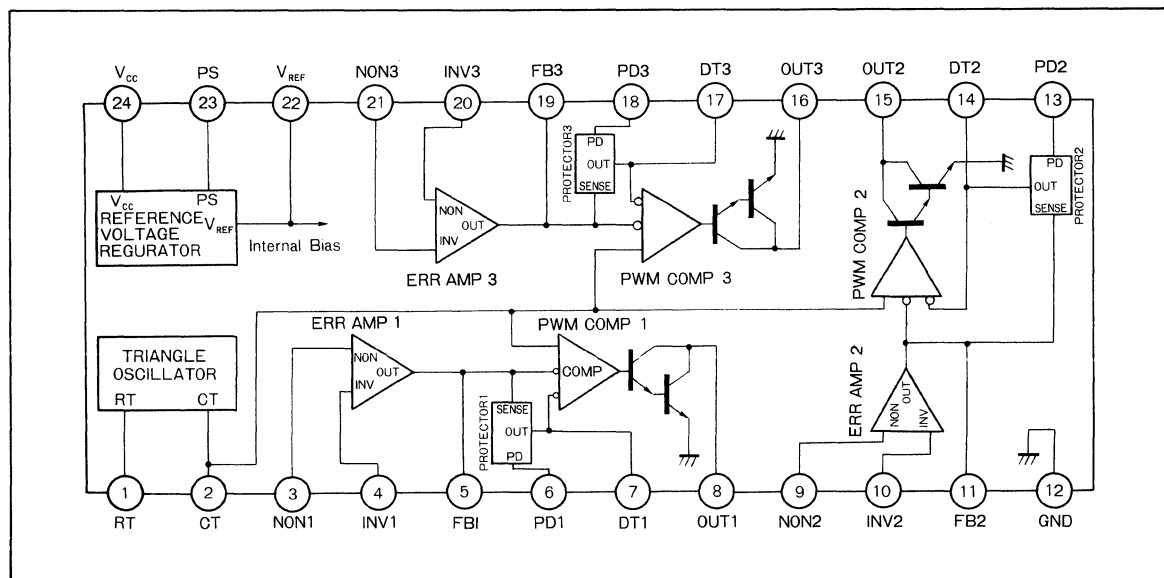 Vcc PS VREF NON3 INV3 FB3 PD3 DT3 OUT3 OUT2 DT2 PD2
24 23 22 21 20 19 18 17 16 15 14 13
PROTECTOR3
PD
OUT
SENSE
PD
OUT
SENSE
PROTECTOR2
Vcc PS
REFERENCE
VOLTAGE
REGURATOR
VREF
Internal Bias
NON
OUT
INV
ERR AMP 3
PWM COMP 3
PWM COMP 2
TRIANGLE
OSCILLATOR
RT CT
ERR AMP 1
NON
OUT
INV
PWM COMP 1
COMP
PROTECTOR1
SENSE
OUT
PD
ERR AMP 2
NON
OUT
INV
1 2 3 4 5 6 7 8 9 10 11 12
RT CT NON1 INV1 FB1 PD1 DT1 OUT1 NON2 INV2 FB2 GND